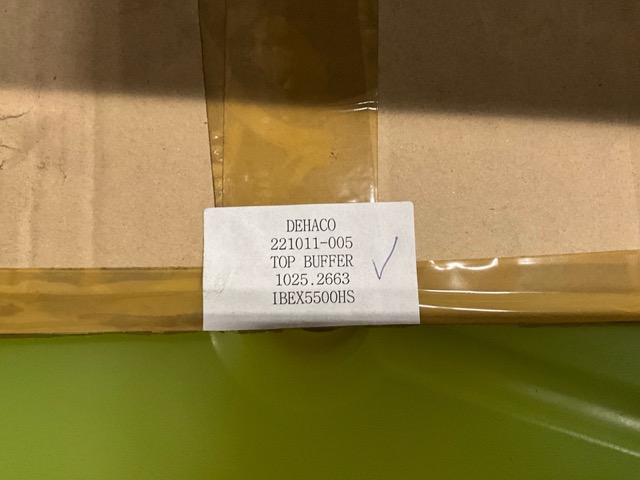 DEHACO
221011-005
TOP BUFFER
1025.2663
IBEX5500HS